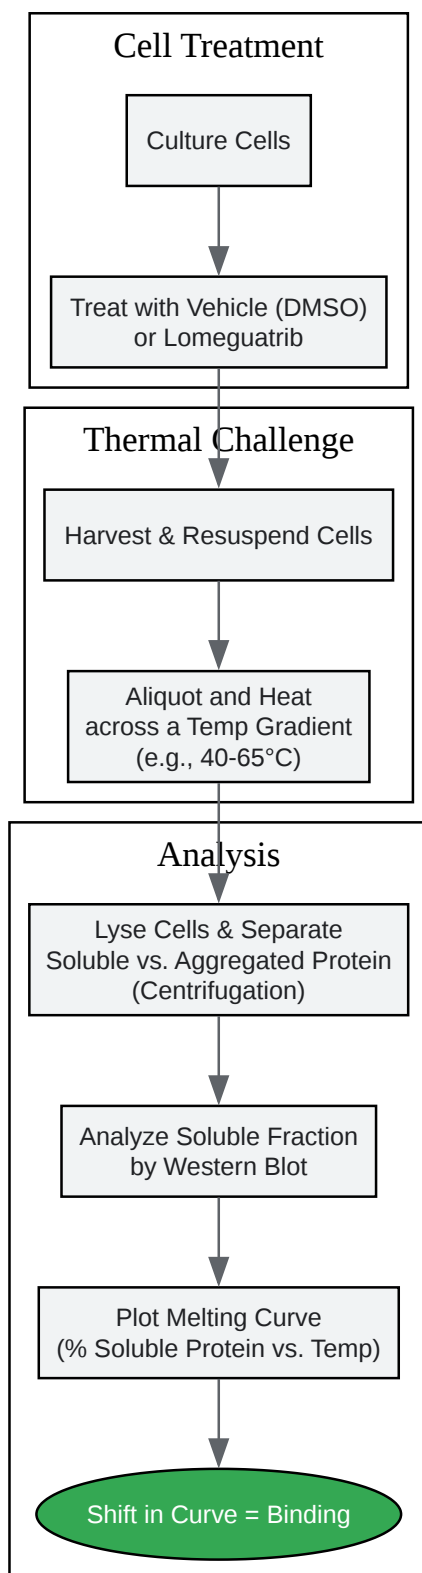 Cell Treatment
Culture Cells
Treat with Vehicle (DMSO)
or Lomeguatrib
Thermal Challenge
Harvest & Resuspend Cells
Aliquot and Heat
across a Temp Gradient
(e.g., 40-65°C)
Analysis
Lyse Cells & Separate
Soluble vs. Aggregated Protein
(Centrifugation)
Analyze Soluble Fraction
by Western Blot
Plot Melting Curve
(% Soluble Protein vs. Temp)
Shift in Curve = Binding